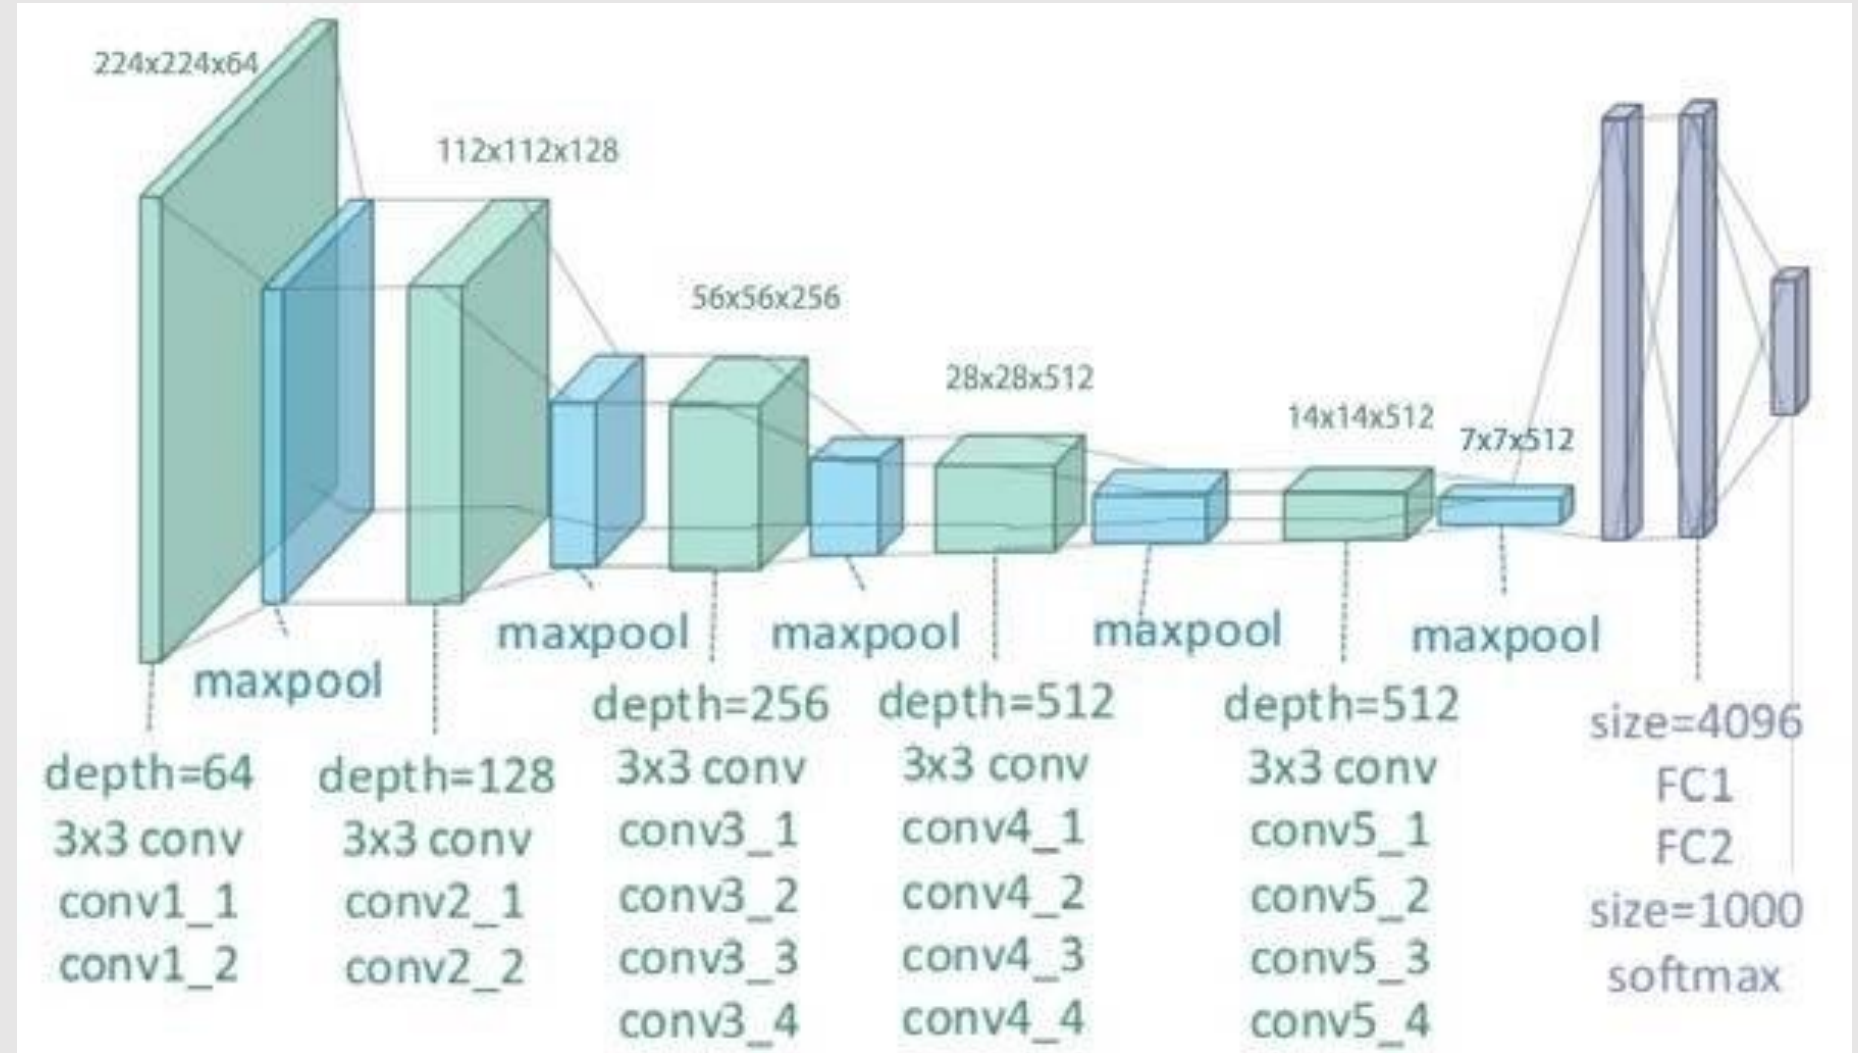 224x224x64
112x112x128
56x56x256
28x28x512
14x14x512
7x7x512
maxpool
maxpool
maxpool
maxpool
maxpool
depth=64
3x3 conv
conv1_1
conv1_2
depth=128
3x3 conv
conv2_1
conv2_2
depth=256
3x3 conv
conv3_1
conv3_2
conv3_3
conv3_4
depth=512
3x3 conv
conv4_1
conv4_2
conv4_3
conv4_4
depth=512
3x3 conv
conv5_1
conv5_2
conv5_3
conv5_4
size=4096
FC1
FC2
size=1000
softmax